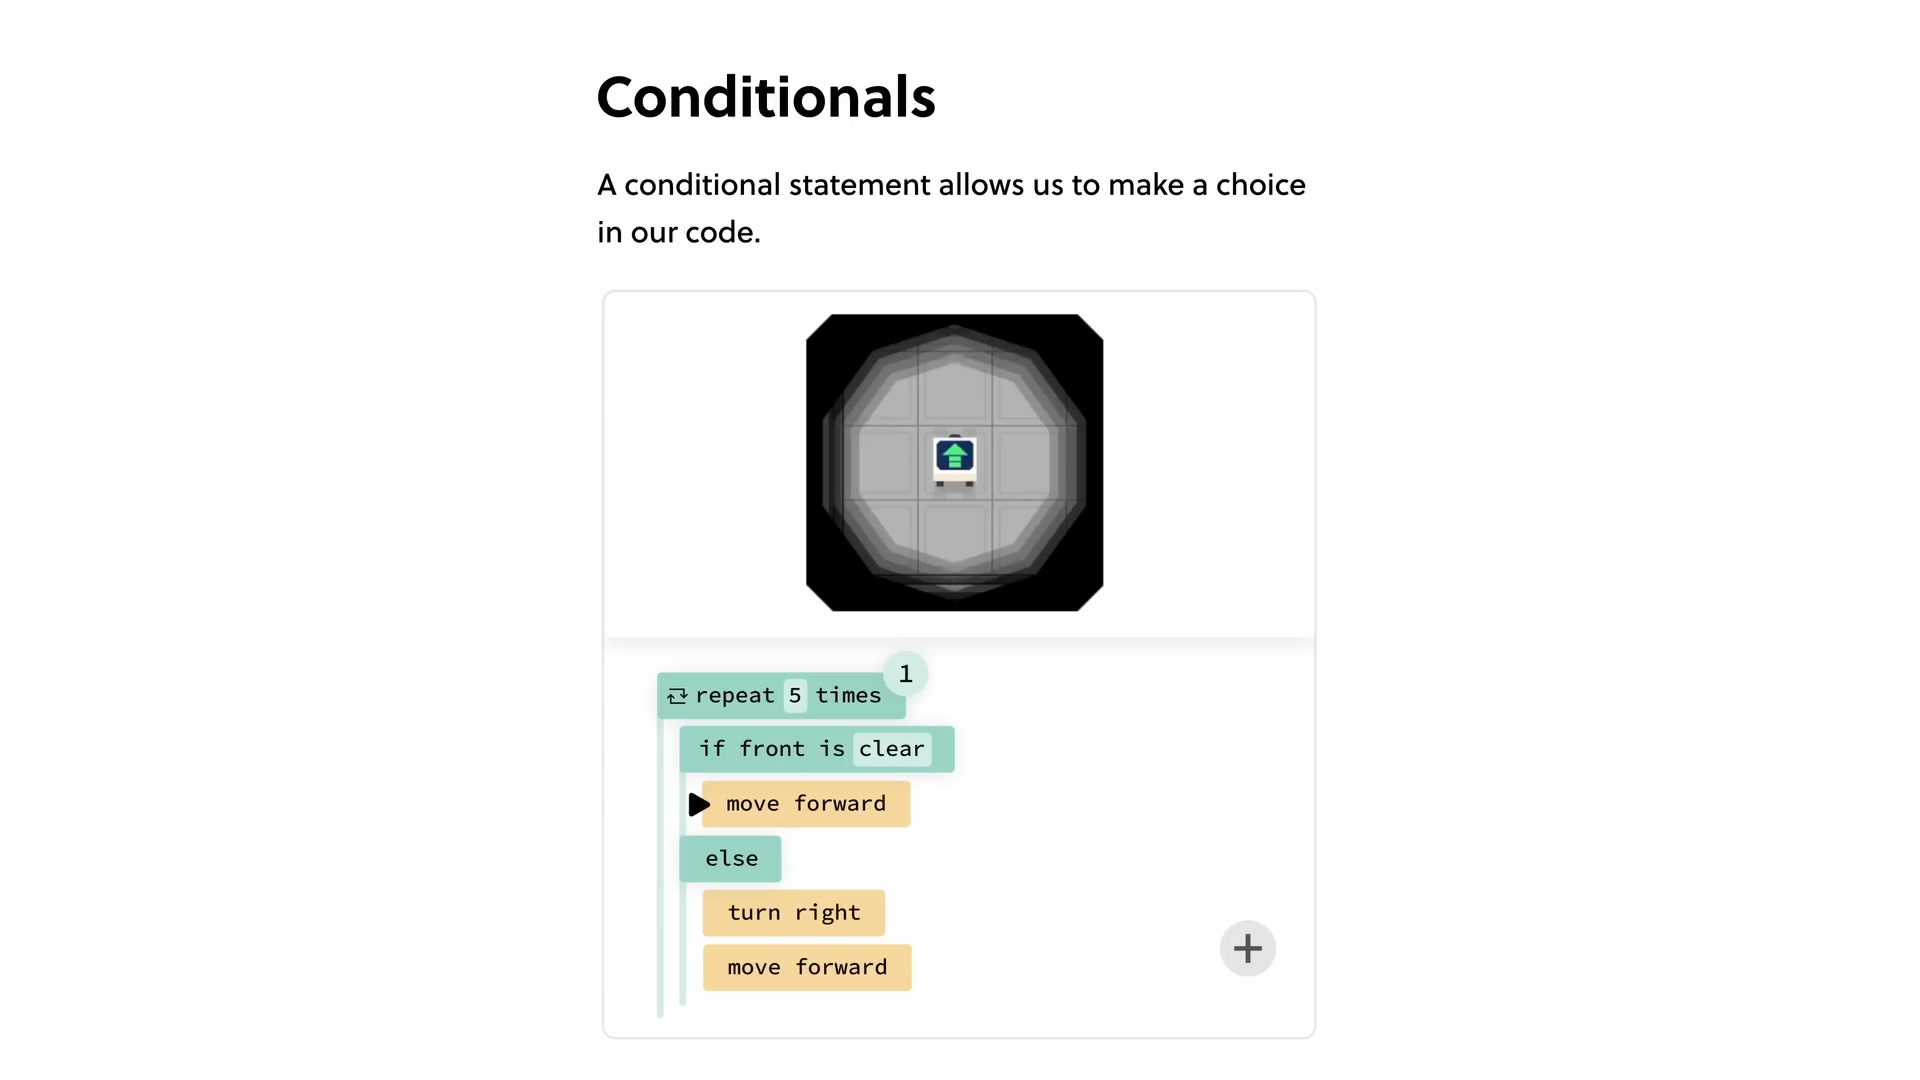 Conditionals
A conditional statement allows us to make a choice
in our code.
1
repeat 5 times
if front is clear
move forward
else
turn right
move forward